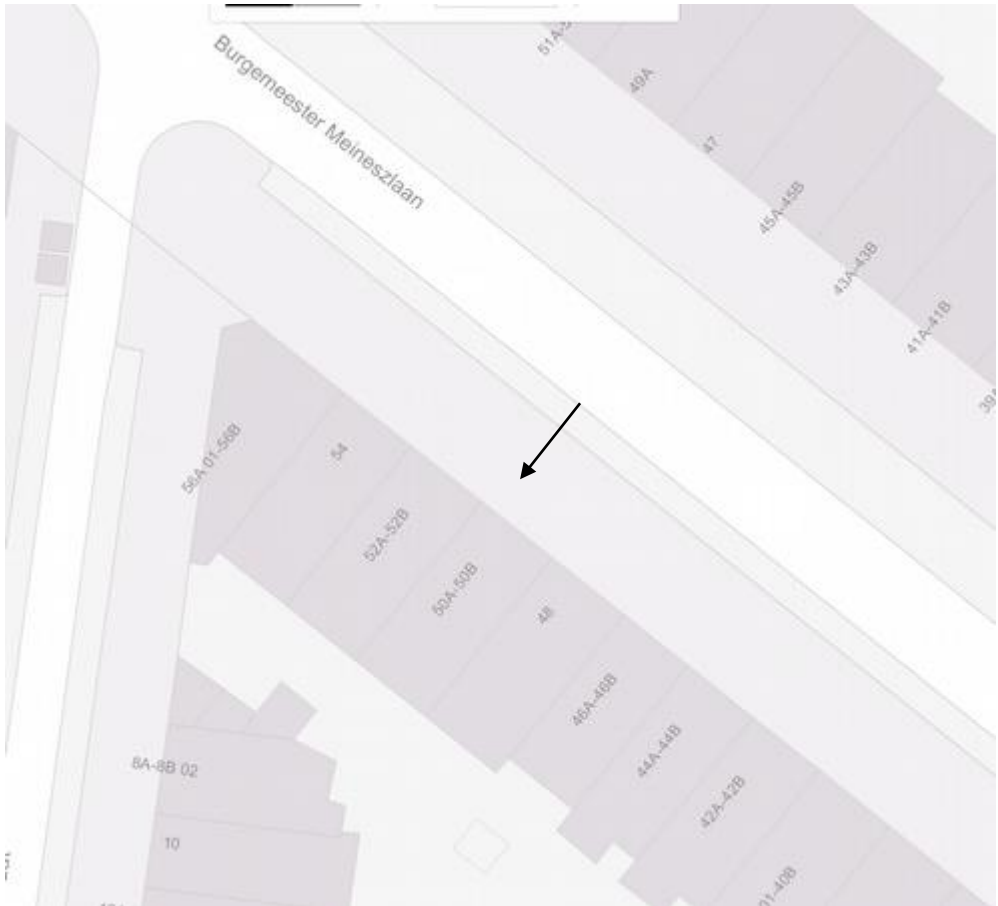 Burgemeester Meineszlaan
49A
47
45A-45B
43A-43B
41A-41B
56A 01-56B
54
52A-52B
50A-50B
48
46A-46B
44A-44B
42A-42B
8A-8B 02
10